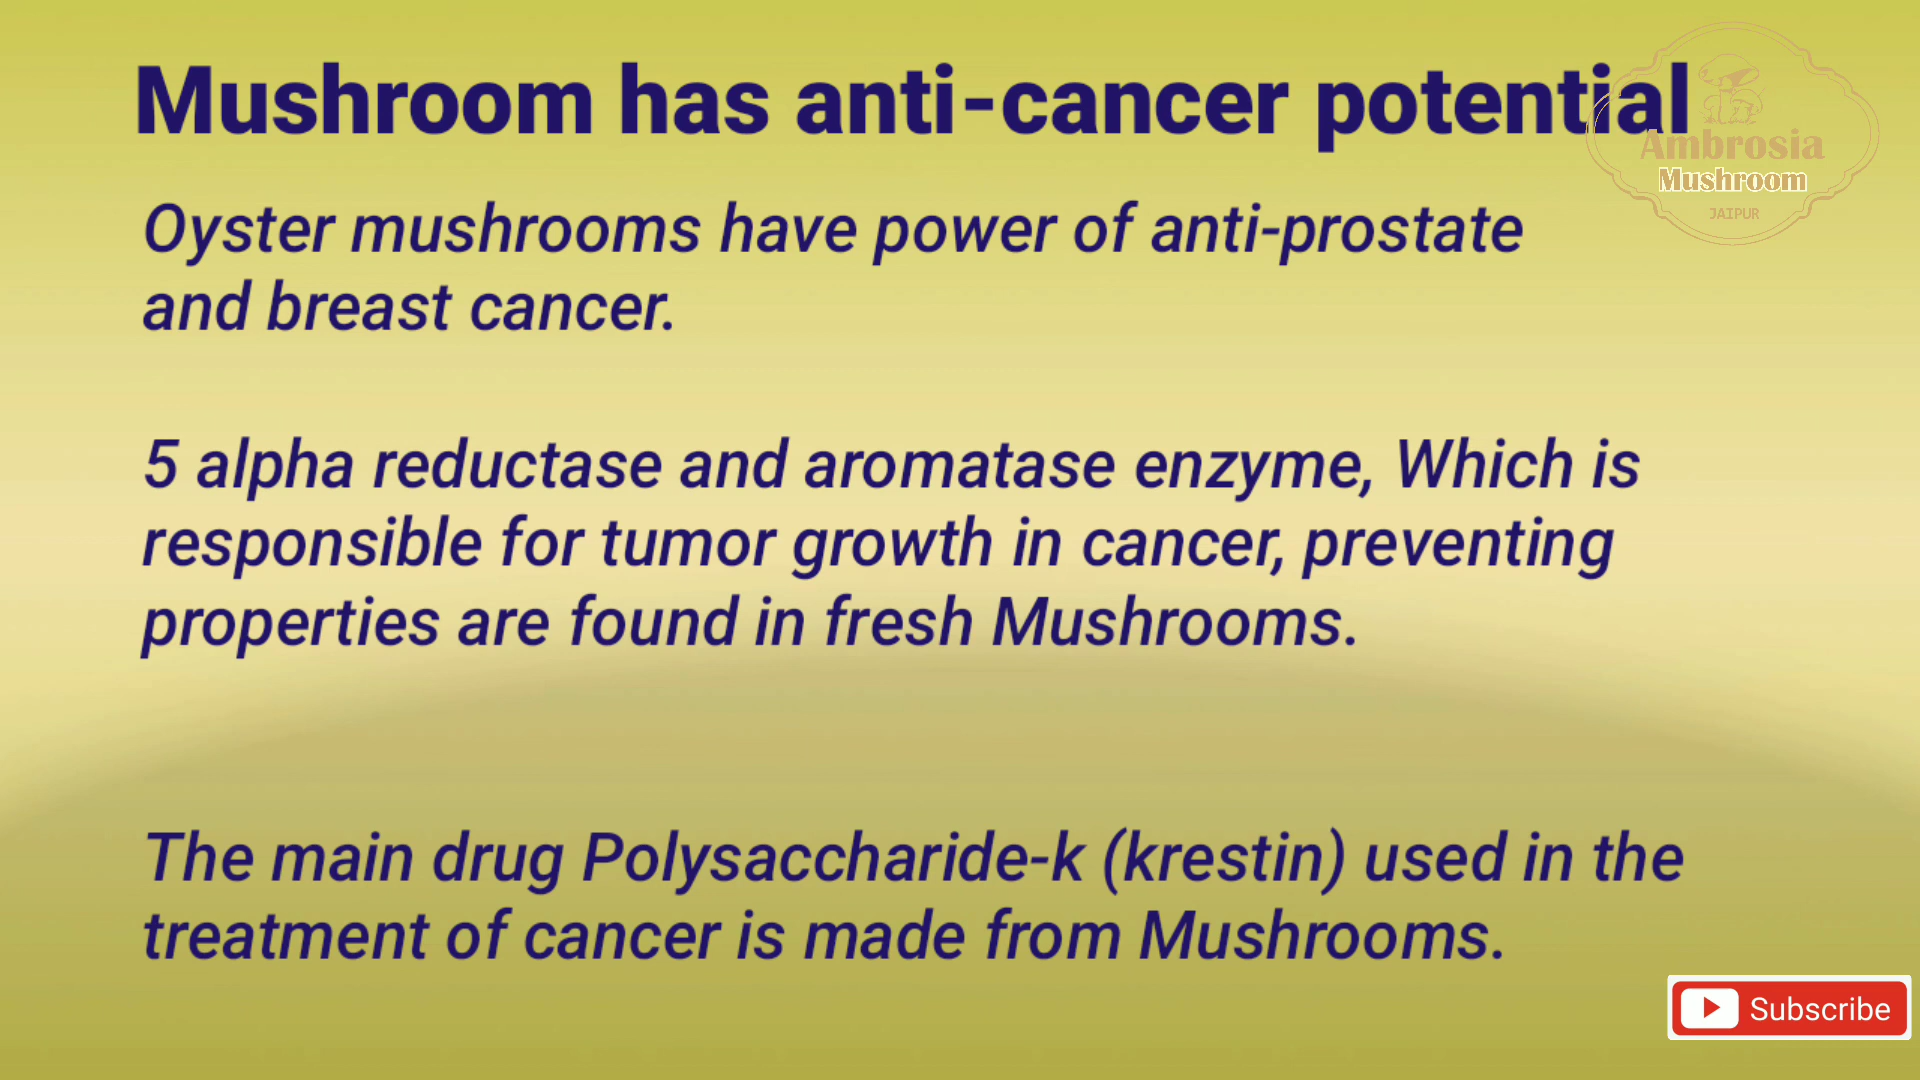 Mushroom has anti-cancer potential
Ambrosia
Mushroom
JAIPUR
Oyster mushrooms have power of anti-prostate
and breast cancer.
5 alpha reductase and aromatase enzyme, Which is
responsible for tumor growth in cancer, preventing
properties are found in fresh Mushrooms.
The main drug Polysaccharide-k (krestin) used in the
treatment of cancer is made from Mushrooms.
Subscribe